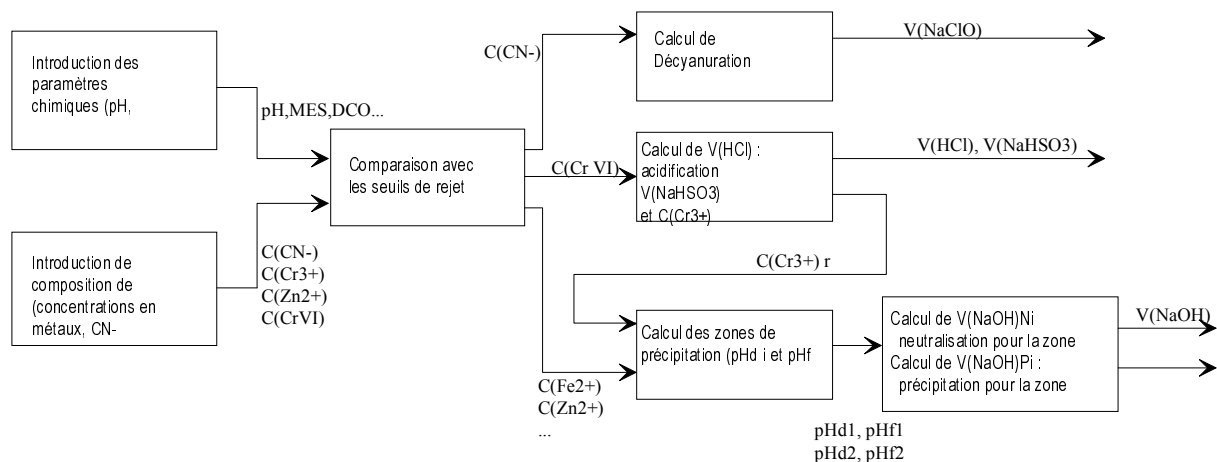 Introduction des
paramètres
chimiques (pH,
pH,MES,DCO...
Introduction de
composition de
(concentrations en
métaux, CN-
C(CN-)
C(Cr3+)
C(Zn2+)
C(CrVI)
Comparaison avec
les seuils de rejet
C(CN-)
Calcul de
Décyanuration
V(NaClO)
C(Cr VI)
Calcul de V(HCl) :
acidification
V(NaHSO3)
et C(Cr3+)
V(HCl), V(NaHSO3)
C(Cr3+) r
C(Fe2+)
C(Zn2+)
...
Calcul des zones de
précipitation (pHd i et pHf
pHd1, pHf1
pHd2, pHf2
Calcul de V(NaOH)Ni
neutralisation pour la zone
Calcul de V(NaOH)Pi :
précipitation pour la zone
V(NaOH)